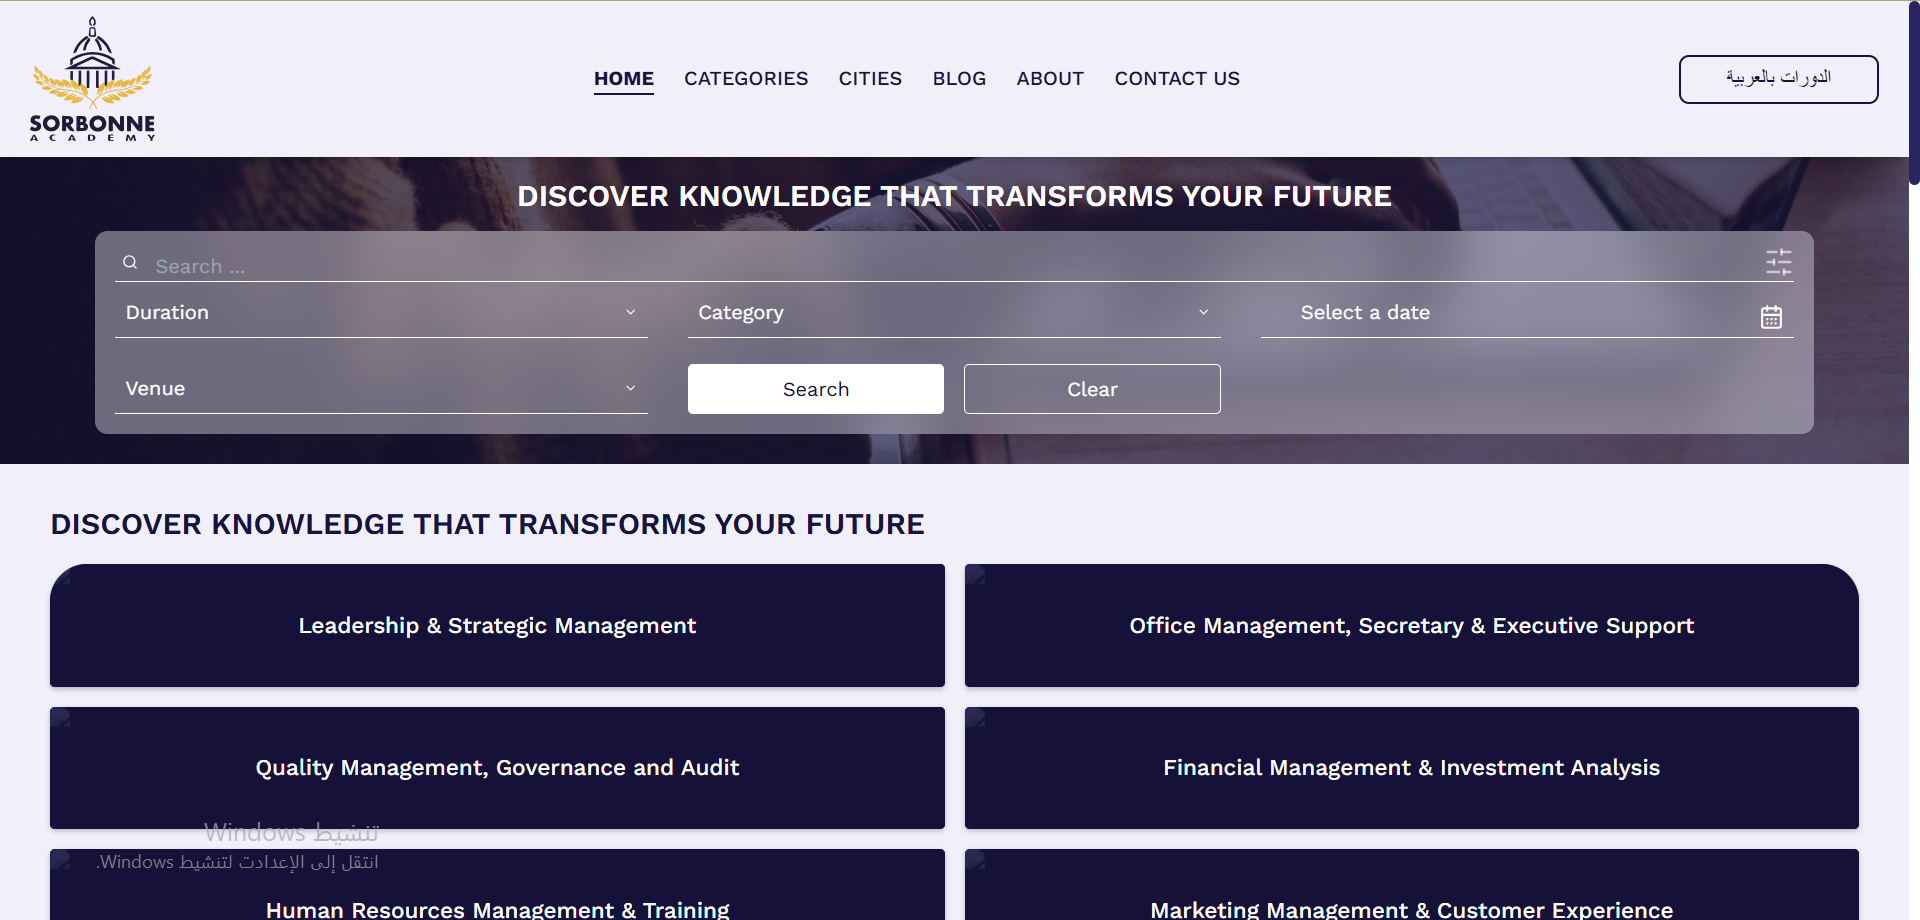 SORBONNE
ACADEMY
HOME CATEGORIES CITIES BLOG ABOUT CONTACT US
الدورات بالعربية
DISCOVER KNOWLEDGE THAT TRANSFORMS YOUR FUTURE
Search ...
Duration
Category
Select a date
Venue
Search
Clear
DISCOVER KNOWLEDGE THAT TRANSFORMS YOUR FUTURE
Leadership & Strategic Management
Office Management, Secretary & Executive Support
Quality Management, Governance and Audit
Financial Management & Investment Analysis
تنشيط Windows
انتقل إلى الإعدادت لتنشيط Windows.
Human Resources Management & Training
Marketing Management & Customer Experience